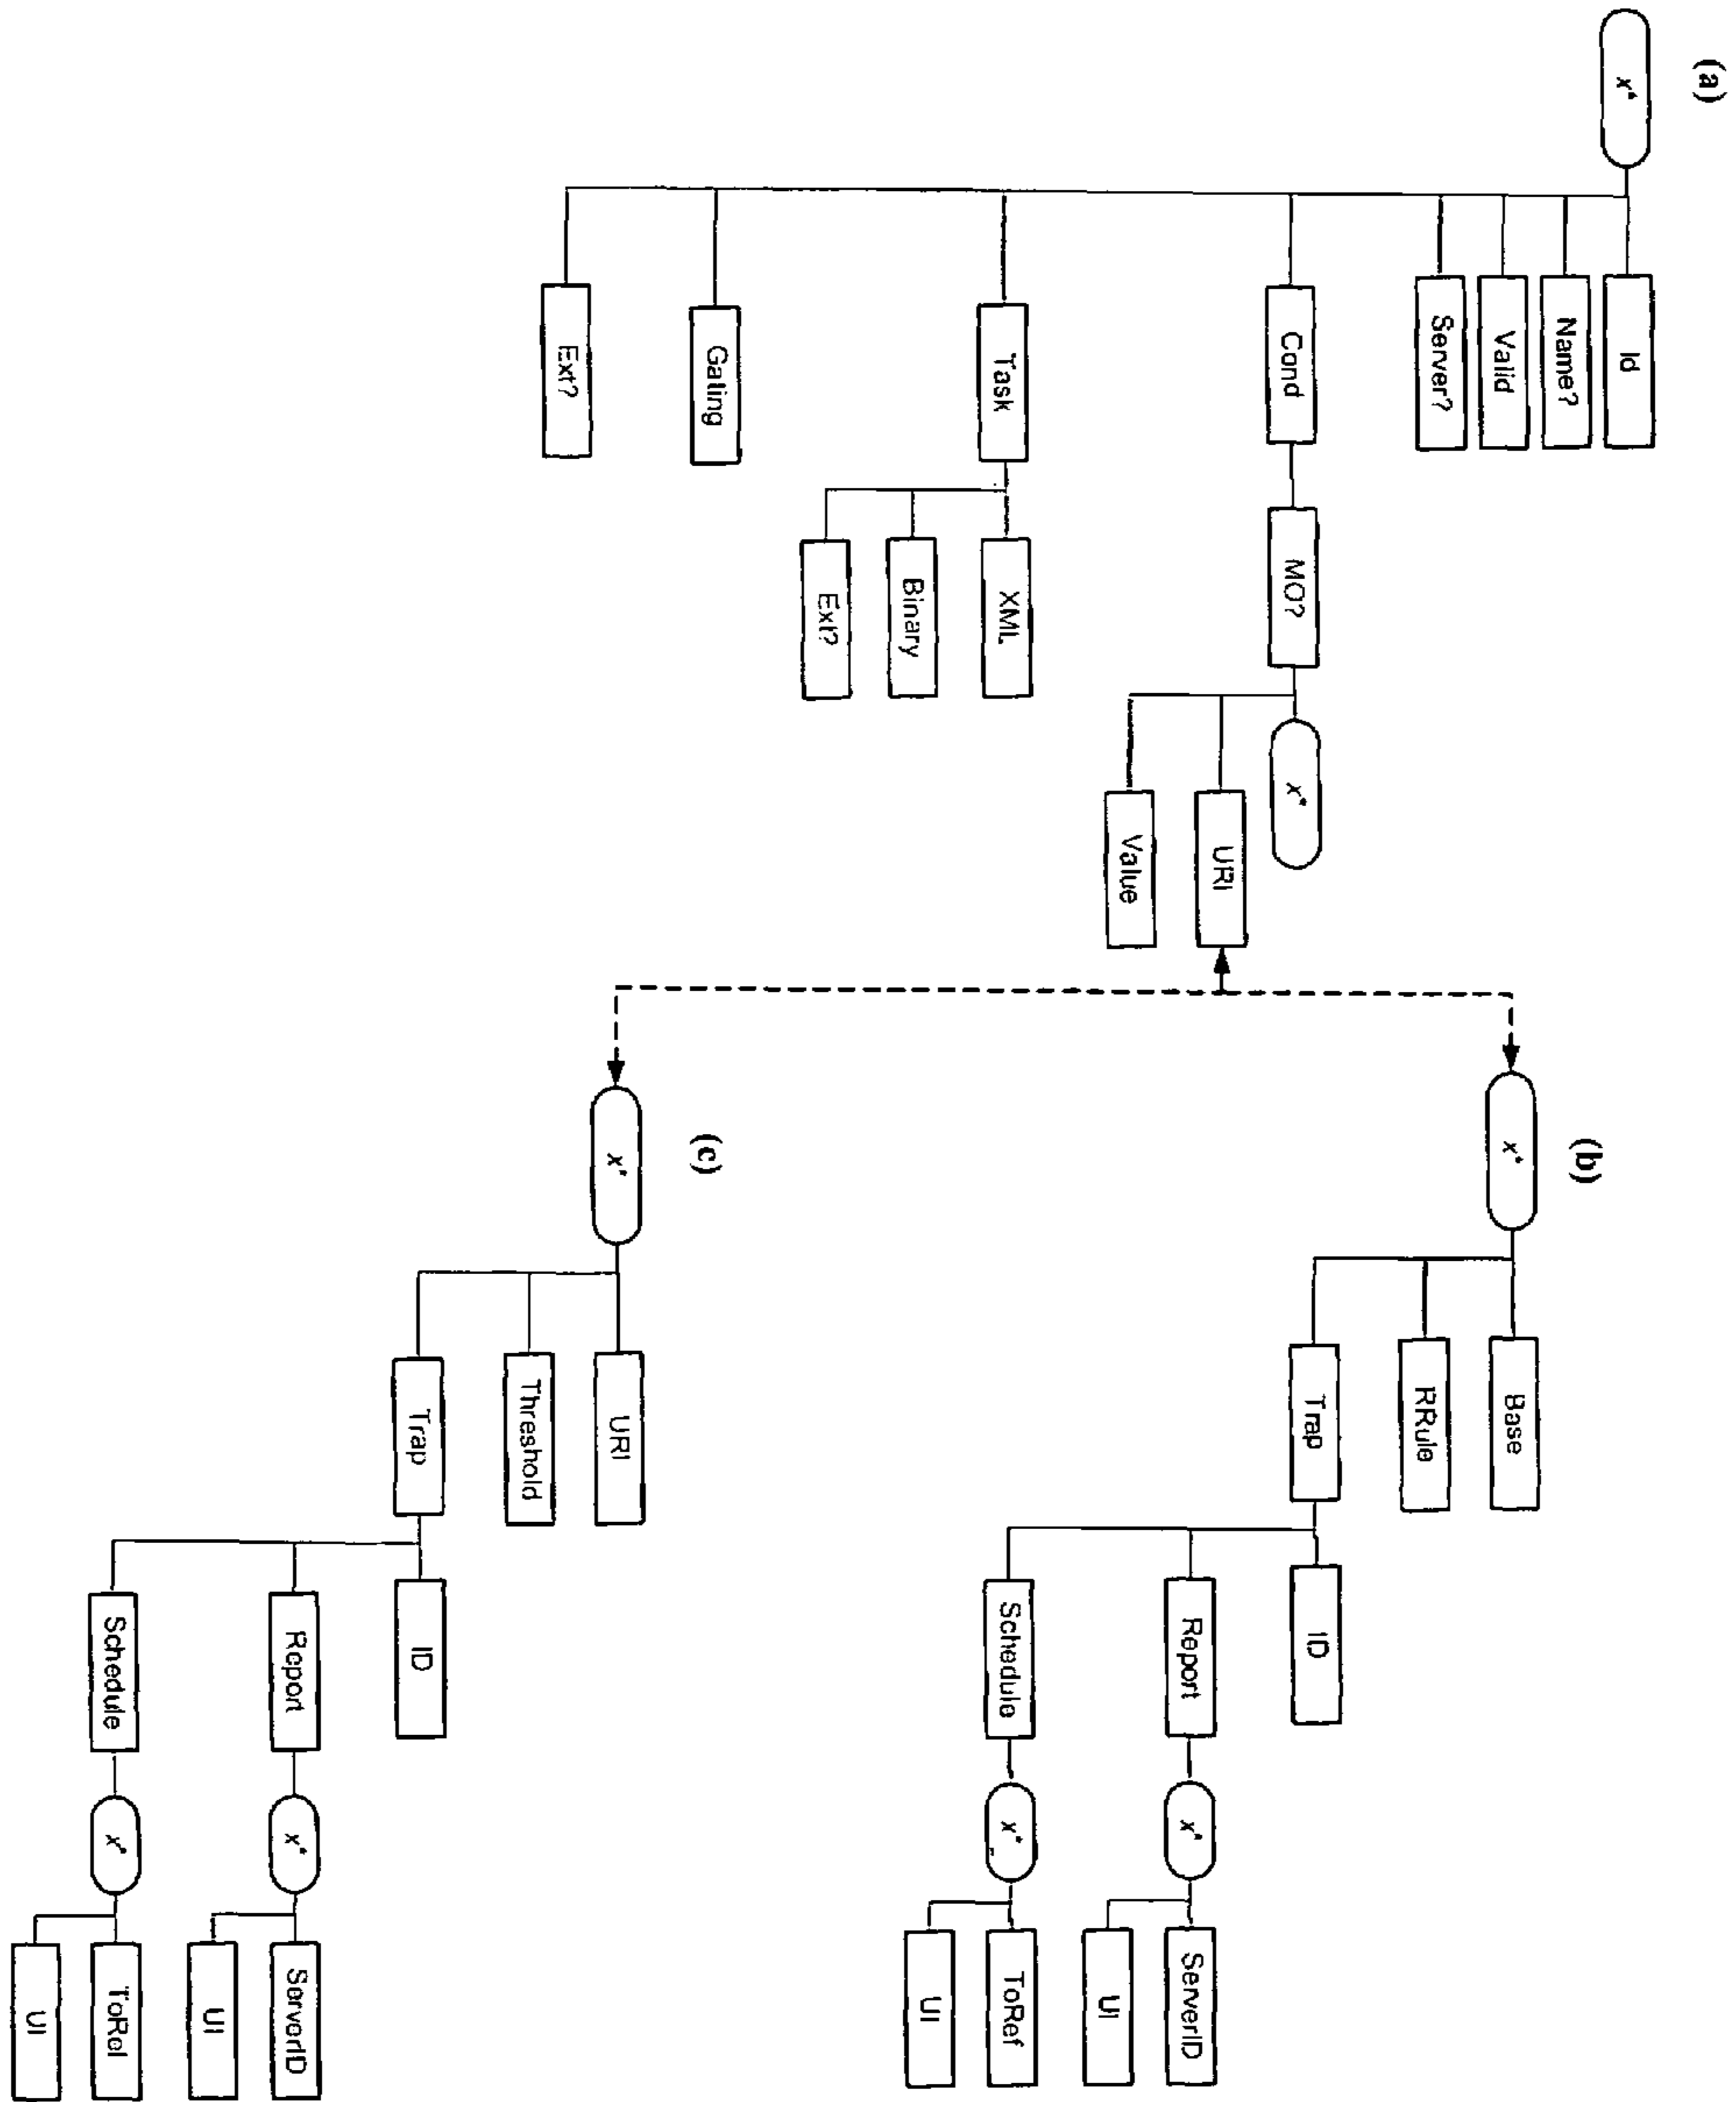 (a)
x*
Id
Name?
Valid
Server?
Cond
MO?
x*
URI
Value
Task
XML
Binary
Ext?
Gating
Ext?
(b)
x*
Base
RRule
Trap
ID
Report
x*
ServerID
UI
Schedule
x*
ToRef
UI
(c)
x*
URI
Threshold
Trap
ID
Report
x*
ServerID
UI
Schedule
x*
ToRef
UI